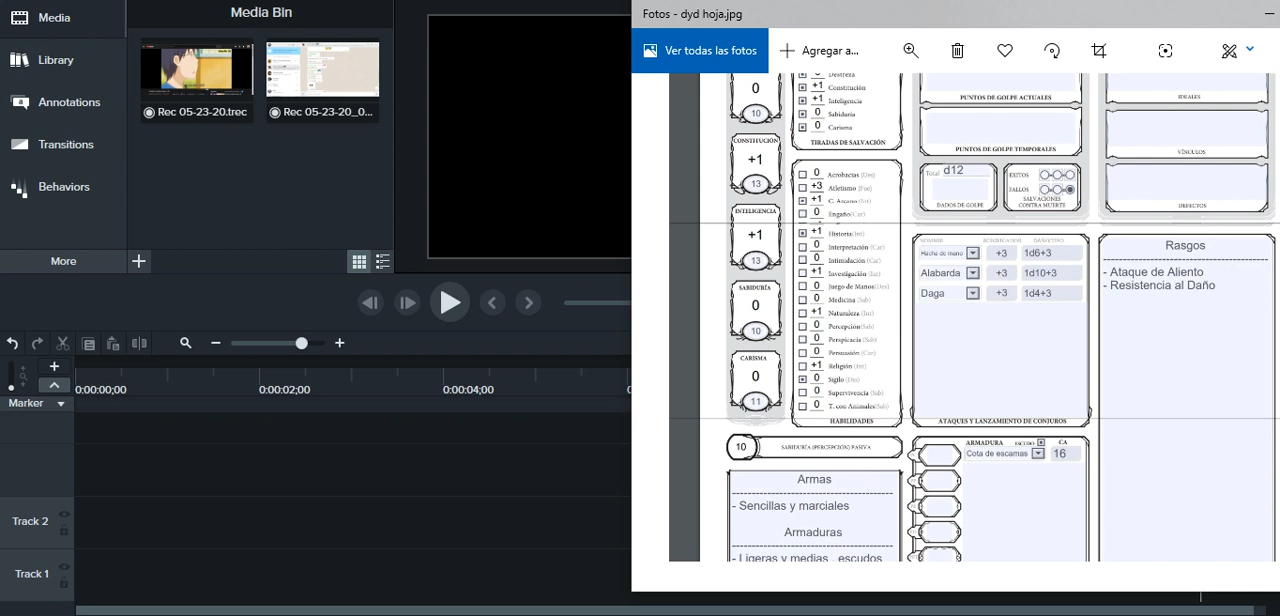 Media
Library
Annotations
Transitions
Behaviors
More
Media Bin
Rec 05-23-20.trec
Rec 05-23-20_0...
0:00:00;00
0:00:02;00
0:00:04;00
Marker
Track 2
Track 1
Fotos - dyd hoja.jpg
Ver todas las fotos
Agregar a...
0
10
CONSTITUCIÓN
+1
13
INTELIGENCIA
+1
13
SABIDURÍA
0
10
CARISMA
0
11
Destreza
+1 Constitución
+1 Inteligencia
0 Sabiduría
0 Carisma
TIRADAS DE SALVACIÓN
0 Acrobacias (Des)
+3 Atletismo (Fue)
+1 C. Arcano (Int)
0 Engaño(Car)
+1 Historia(Int)
0 Interpretación (Car)
0 Intimidación (Car)
+1 Investigación (Int)
0 Juego de Manos(Des)
0 Medicina (Sab)
+1 Naturaleza (Int)
0 Percepción(Sab)
0 Perspicacia (Sab)
0 Persuasión (Car)
+1 Religión (Int)
0 Sigilo (Des)
0 Supervivencia (Sab)
0 T. con Animales(Sab)
HABILIDADES
10 SABIDURÍA (PERCEPCIÓN) PASIVA
Armas
- Sencillas y marciales
Armaduras
- Ligeras y medias , escudos
PUNTOS DE GOLPE ACTUALES
PUNTOS DE GOLPE TEMPORALES
Total d12
DADOS DE GOLPE
EXITOS
FALLOS
SALVACIONES
CONTRA MUERTE
NOMBRE
Hacha de mano +3 1d6+3
Alabarda +3 1d10+3
Daga +3 1d4+3
ATAQUES Y LANZAMIENTO DE CONJUROS
ARMADURA ESCUDO CA
Cota de escamas 16
IDEALES
VÍNCULOS
DEFECTOS
Rasgos
- Ataque de Aliento
- Resistencia al Daño